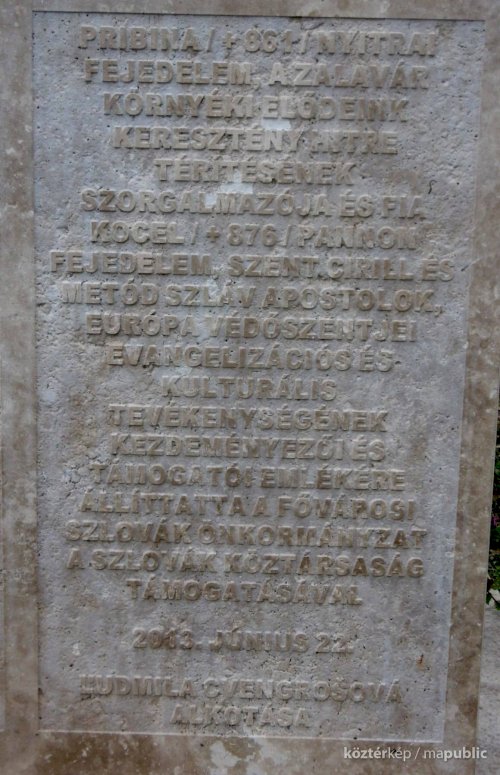 PRIBINA / + 861 / NYITRAI
FEJEDELEM, A ZALAVÁR
KÖRNYÉKI ELŐDEINK
KERESZTÉNY HITRE
TÉRÍTÉSÉNEK
SZORGALMAZÓJA ÉS FIA
KOCEL / + 876 / PANNON
FEJEDELEM, SZENT CIRILL ÉS
METÓD SZLÁV APOSTOLOK,
EURÓPA VÉDŐSZENTJEI
EVANGELIZÁCIÓS ÉS
KULTURÁLIS
TEVÉKENYSÉGÉNEK
KEZDEMÉNYEZŐI ÉS
TÁMOGATÓI EMLÉKÉRE
ÁLLÍTTATTA A FŐVÁROSI
SZLOVÁK ÖNKORMÁNYZAT
A SZLOVÁK KÖZTÁRSASÁG
TÁMOGATÁSÁVAL
2013. JÚNIUS 22.
ĽUDMILA CVENGROŠOVÁ
ALKOTÁSA
köztérkép / mapublic